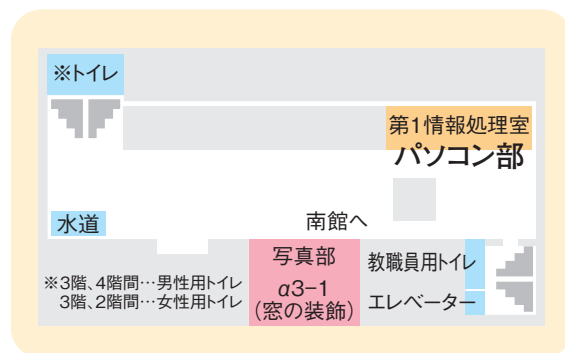 ※トイレ
第1情報処理室
パソコン部
水道
南館へ
写真部
α3−1
(窓の装飾)
教職員用トイレ
エレベーター
※3階、4階間…男性用トイレ
3階、2階間…女性用トイレ